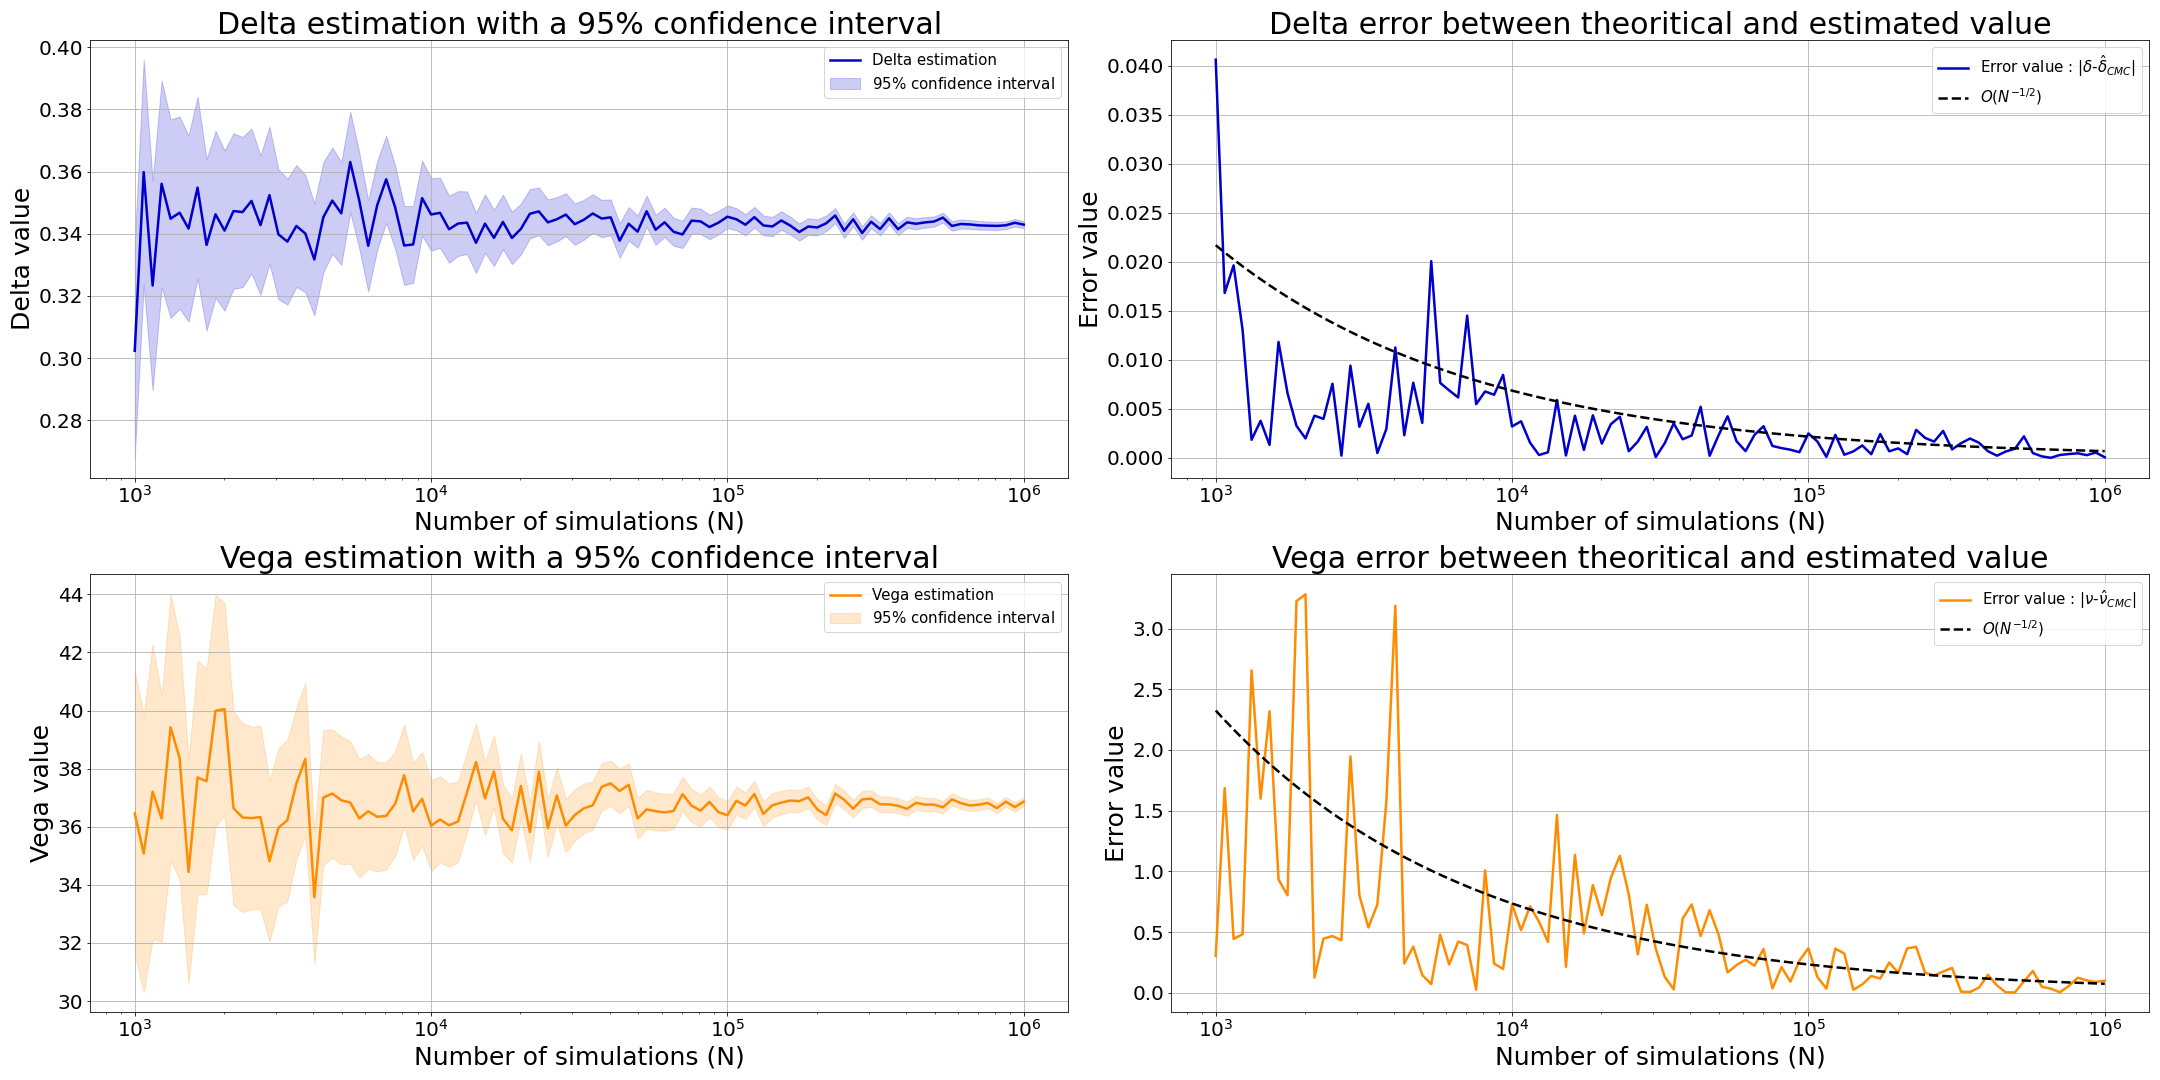 Delta estimation with a 95% confidence interval
Delta estimation
95% confidence interval
0.40
0.38
0.36
0.34
0.32
0.30
0.28
Delta value
10³ 10⁴ 10⁵ 10⁶
Number of simulations (N)
Delta error between theoritical and estimated value
Error value : |δ-δ̂_CMC|
O(N⁻¹ᐟ²)
0.040
0.035
0.030
0.025
0.020
0.015
0.010
0.005
0.000
Error value
10³ 10⁴ 10⁵ 10⁶
Number of simulations (N)
Vega estimation with a 95% confidence interval
Vega estimation
95% confidence interval
44
42
40
38
36
34
32
30
Vega value
10³ 10⁴ 10⁵ 10⁶
Number of simulations (N)
Vega error between theoritical and estimated value
Error value : |ν-ν̂_CMC|
O(N⁻¹ᐟ²)
3.0
2.5
2.0
1.5
1.0
0.5
0.0
Error value
10³ 10⁴ 10⁵ 10⁶
Number of simulations (N)